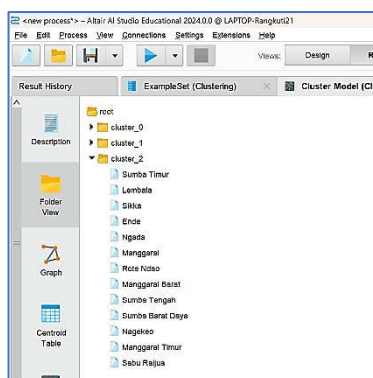 <new process*> – Altair AI Studio Educational 2024.0.0 @ LAPTOP-Rangkuti21
File Edit Process View Connections Settings Extensions Help
Views: Design R
Result History ExampleSet (Clustering) Cluster Model (Cl
Description
Folder View
Graph
Centroid Table
root
cluster_0
cluster_1
cluster_2
Sumba Timur
Lembata
Sikka
Ende
Ngada
Manggarai
Rote Ndao
Manggarai Barat
Sumba Tengah
Sumba Barat Daya
Nagekeo
Manggarai Timur
Sabu Raijua